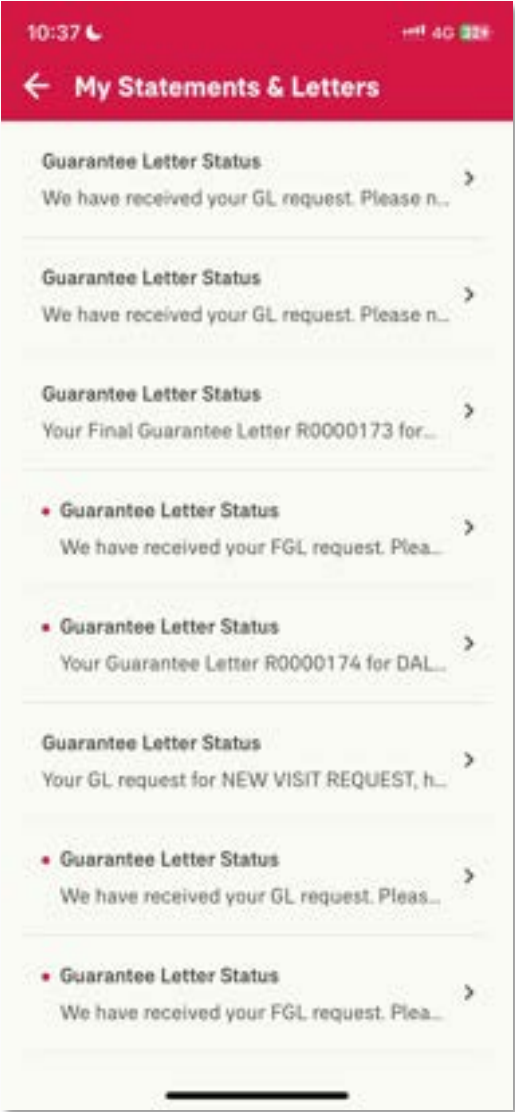 10:37
4G
My Statements & Letters
Guarantee Letter Status
We have received your GL request. Please n...
Guarantee Letter Status
We have received your GL request. Please n...
Guarantee Letter Status
Your Final Guarantee Letter R0000173 for...
Guarantee Letter Status
We have received your FGL request. Plea...
Guarantee Letter Status
Your Guarantee Letter R0000174 for DAL...
Guarantee Letter Status
Your GL request for NEW VISIT REQUEST, h...
Guarantee Letter Status
We have received your GL request. Pleas...
Guarantee Letter Status
We have received your FGL request. Plea...